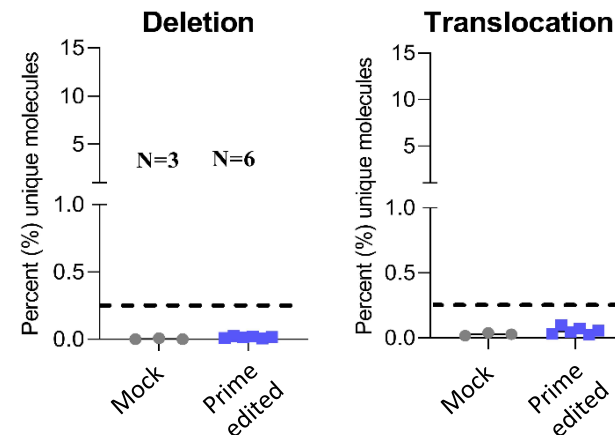 Deletion
Percent (%) unique molecules
15
10
5
N=3
N=6
1.0
0.5
0.0
Mock
Prime
edited
Translocation
Percent (%) unique molecules
15
10
5
1.0
0.5
0.0
Mock
Prime
edited